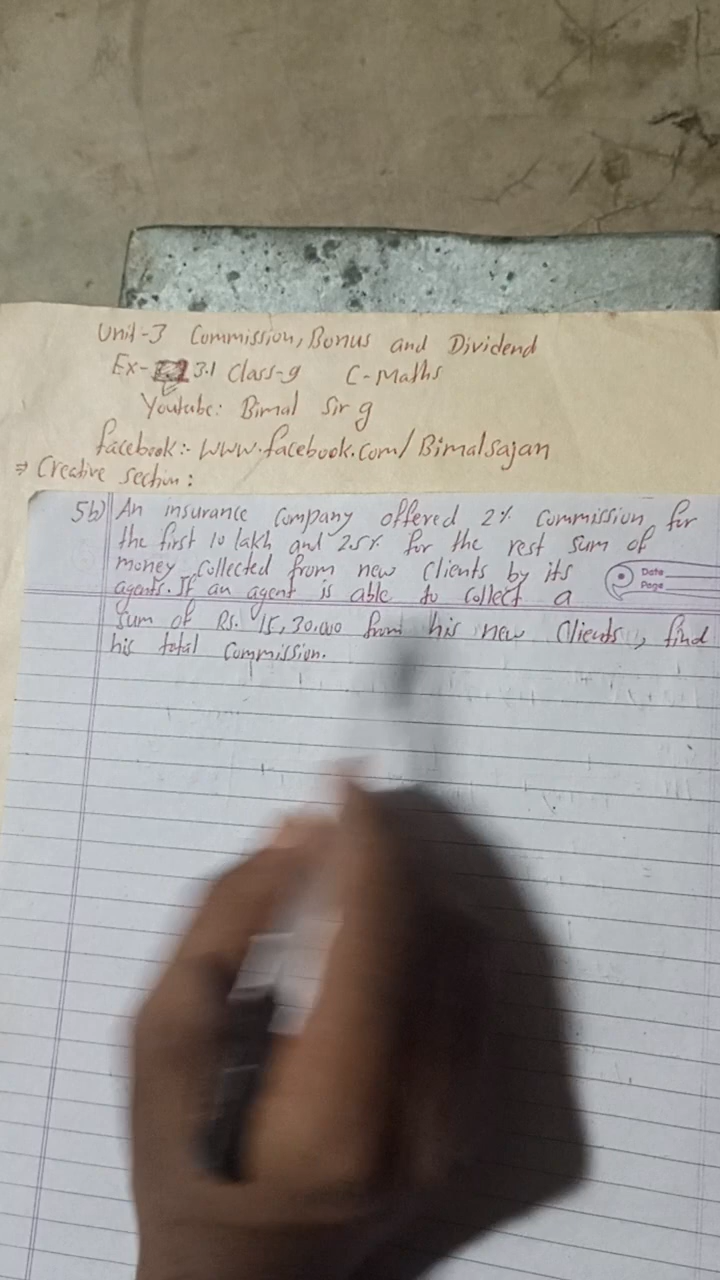 Unit-3 Commission, Bonus and Dividend
Ex- 3.1 Class-9 C-Maths
Youtube: Bimal Sir g
facebook:- www.facebook.com/Bimalsajan
⇒ Creative section:
5b) An insurance company offered 2% commission for
the first 10 lakh and 2.5% for the rest sum of
money collected from new clients by its
agents. If an agent is able to collect a
sum of Rs. 15,30,000 from his new clients, find
his total commission.
Date
Page